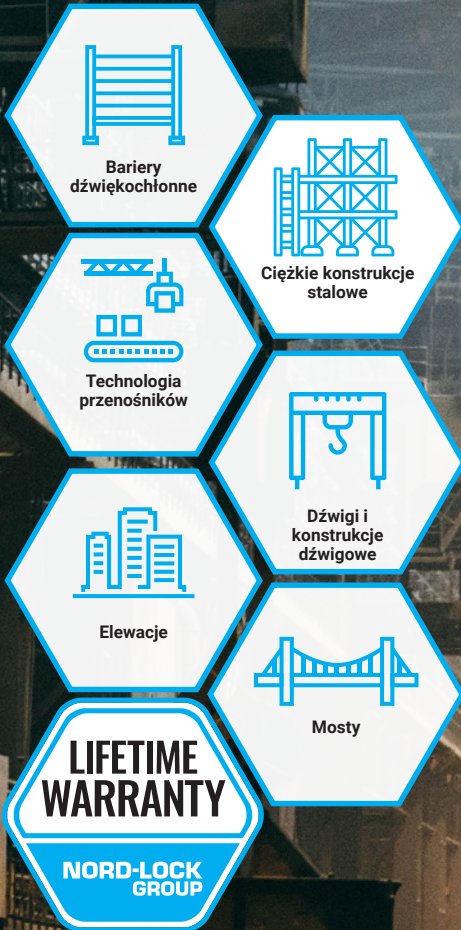 Bariery
dźwiękochłonne
Ciężkie konstrukcje
stalowe
Technologia
przenośników
Dźwigi i
konstrukcje
dźwigowe
Elewacje
Mosty
LIFETIME
WARRANTY
NORD-LOCK
GROUP